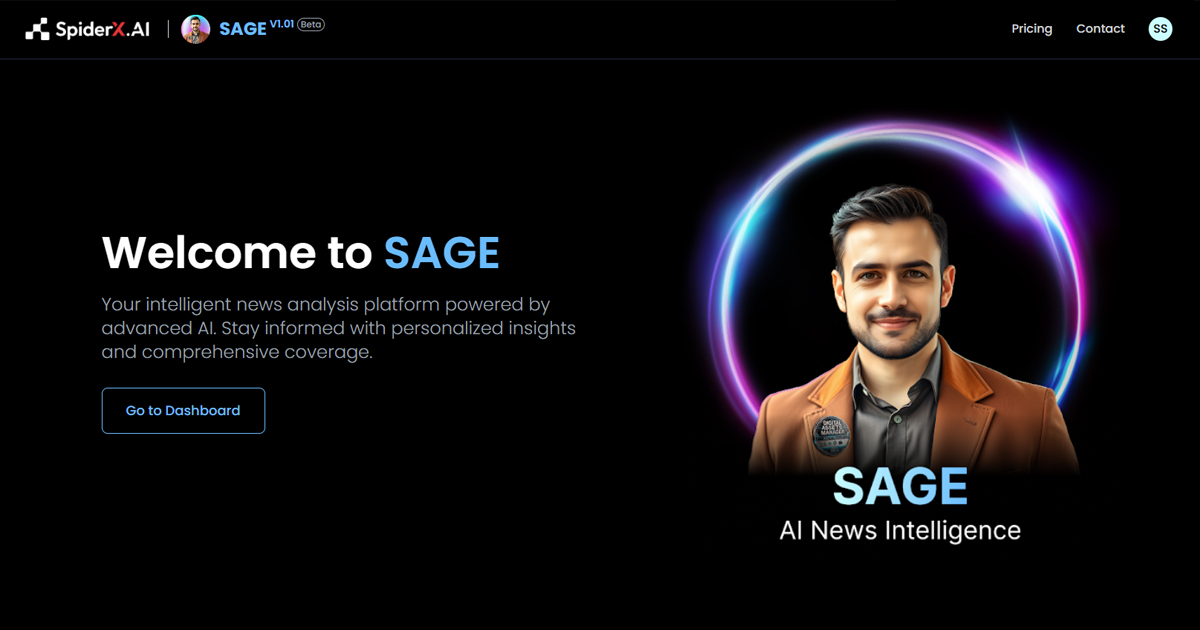 SpiderX.AI
SAGE V1.01 Beta
Pricing
Contact
SS
Welcome to SAGE
Your intelligent news analysis platform powered by
advanced AI. Stay informed with personalized insights
and comprehensive coverage.
Go to Dashboard
DIGITAL
ASSETS
MANAGER
SAGE
AI News Intelligence